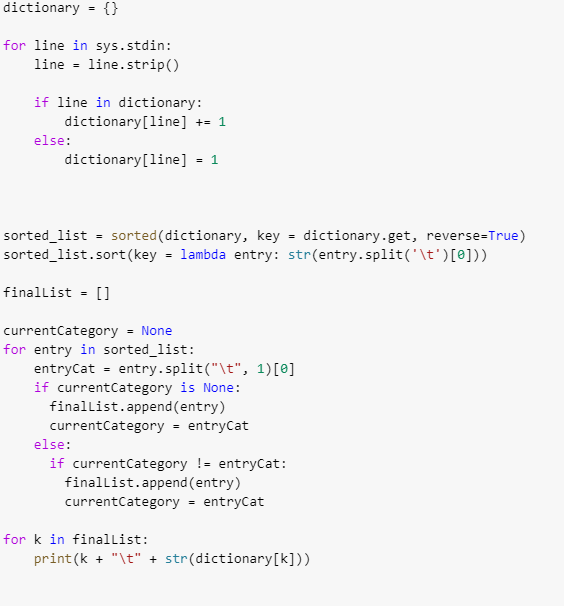 dictionary = {}
for line in sys.stdin:
    line = line.strip()
    if line in dictionary:
        dictionary[line] += 1
    else:
        dictionary[line] = 1
sorted_list = sorted(dictionary, key = dictionary.get, reverse=True)
sorted_list.sort(key = lambda entry: str(entry.split('\t')[0]))
finalList = []
currentCategory = None
for entry in sorted_list:
    entryCat = entry.split("\t", 1)[0]
    if currentCategory is None:
      finalList.append(entry)
      currentCategory = entryCat
    else:
      if currentCategory != entryCat:
        finalList.append(entry)
        currentCategory = entryCat
for k in finalList:
    print(k + "\t" + str(dictionary[k]))